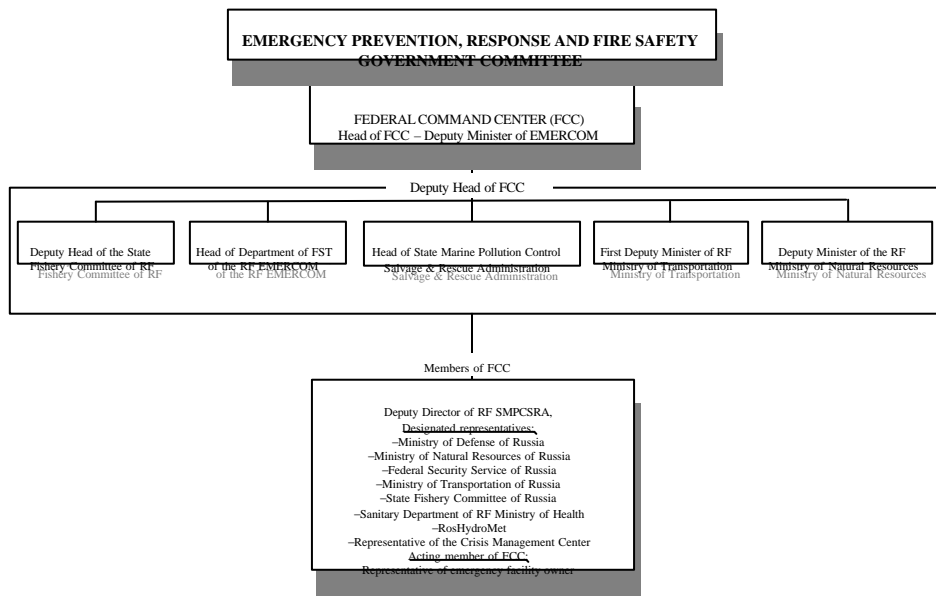 EMERGENCY PREVENTION, RESPONSE AND FIRE SAFETY
GOVERNMENT COMMITTEE
FEDERAL COMMAND CENTER (FCC)
Head of FCC – Deputy Minister of EMERCOM
Deputy Head of FCC
Deputy Head of the State
Fishery Committee of RF
Head of Department of FST
of the RF EMERCOM
Head of State Marine Pollution Control
Salvage & Rescue Administration
First Deputy Minister of RF
Ministry of Transportation
Deputy Minister of the RF
Ministry of Natural Resources
Members of FCC
Deputy Director of RF SMPCSRA,
Designated representatives:
–Ministry of Defense of Russia
–Ministry of Natural Resources of Russia
–Federal Security Service of Russia
–Ministry of Transportation of Russia
–State Fishery Committee of Russia
–Sanitary Department of RF Ministry of Health
–RosHydroMet
–Representative of the Crisis Management Center
Acting member of FCC:
Representative of emergency facility owner